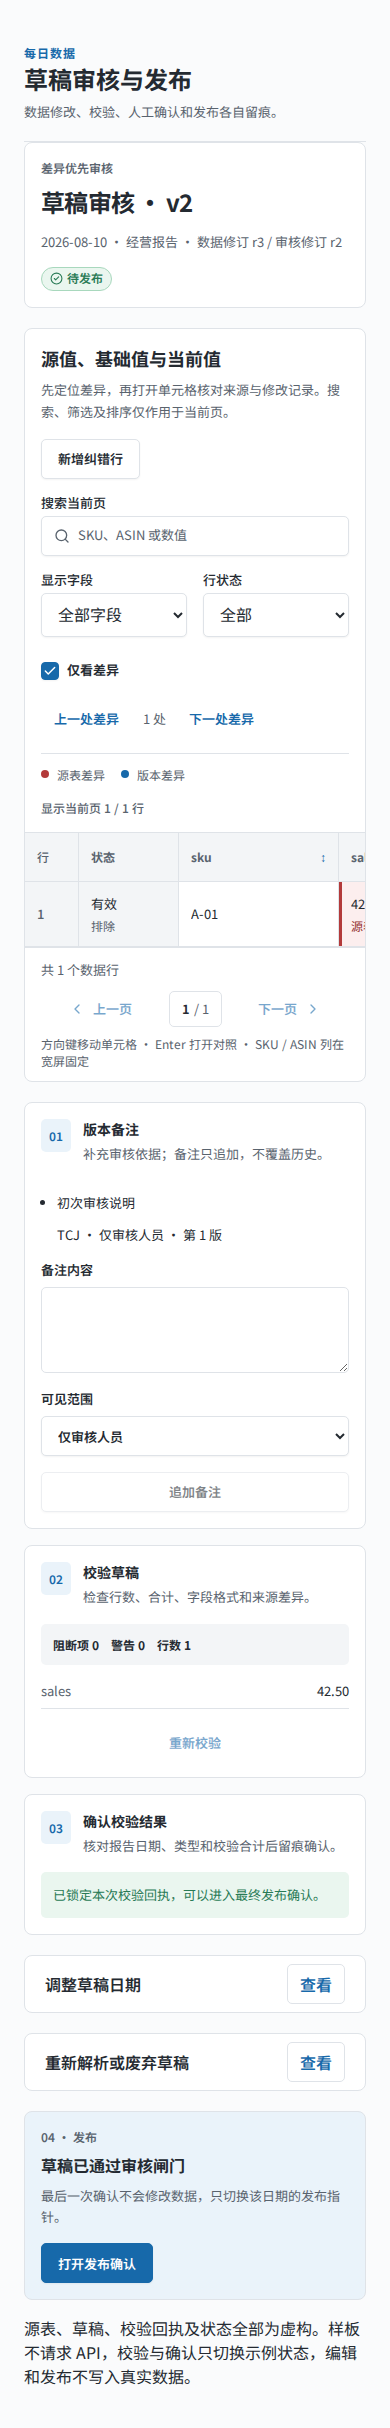 每日数据
草稿审核与发布
数据修改、校验、人工确认和发布各自留痕。
差异优先审核
草稿审核 · v2
2026-08-10 · 经营报告 · 数据修订 r3 / 审核修订 r2
待发布
源值、基础值与当前值
先定位差异，再打开单元格核对来源与修改记录。搜
索、筛选及排序仅作用于当前页。
新增纠错行
搜索当前页
SKU、ASIN 或数值
显示字段 行状态
全部字段 全部
仅看差异
上一处差异 1 处 下一处差异
源表差异 版本差异
显示当前页 1 / 1 行
行 状态 sku ↕ sal
1 有效 A-01 42
排除 源
共 1 个数据行
上一页 1 / 1 下一页
方向键移动单元格 · Enter 打开对照 · SKU / ASIN 列在
宽屏固定
01 版本备注
补充审核依据；备注只追加，不覆盖历史。
初次审核说明
TCJ · 仅审核人员 · 第 1 版
备注内容
可见范围
仅审核人员
追加备注
02 校验草稿
检查行数、合计、字段格式和来源差异。
阻断项 0 警告 0 行数 1
sales 42.50
重新校验
03 确认校验结果
核对报告日期、类型和校验合计后留痕确认。
已锁定本次校验回执，可以进入最终发布确认。
调整草稿日期 查看
重新解析或废弃草稿 查看
04 · 发布
草稿已通过审核闸门
最后一次确认不会修改数据，只切换该日期的发布指
针。
打开发布确认
源表、草稿、校验回执及状态全部为虚构。样板
不请求 API，校验与确认只切换示例状态，编辑
和发布不写入真实数据。